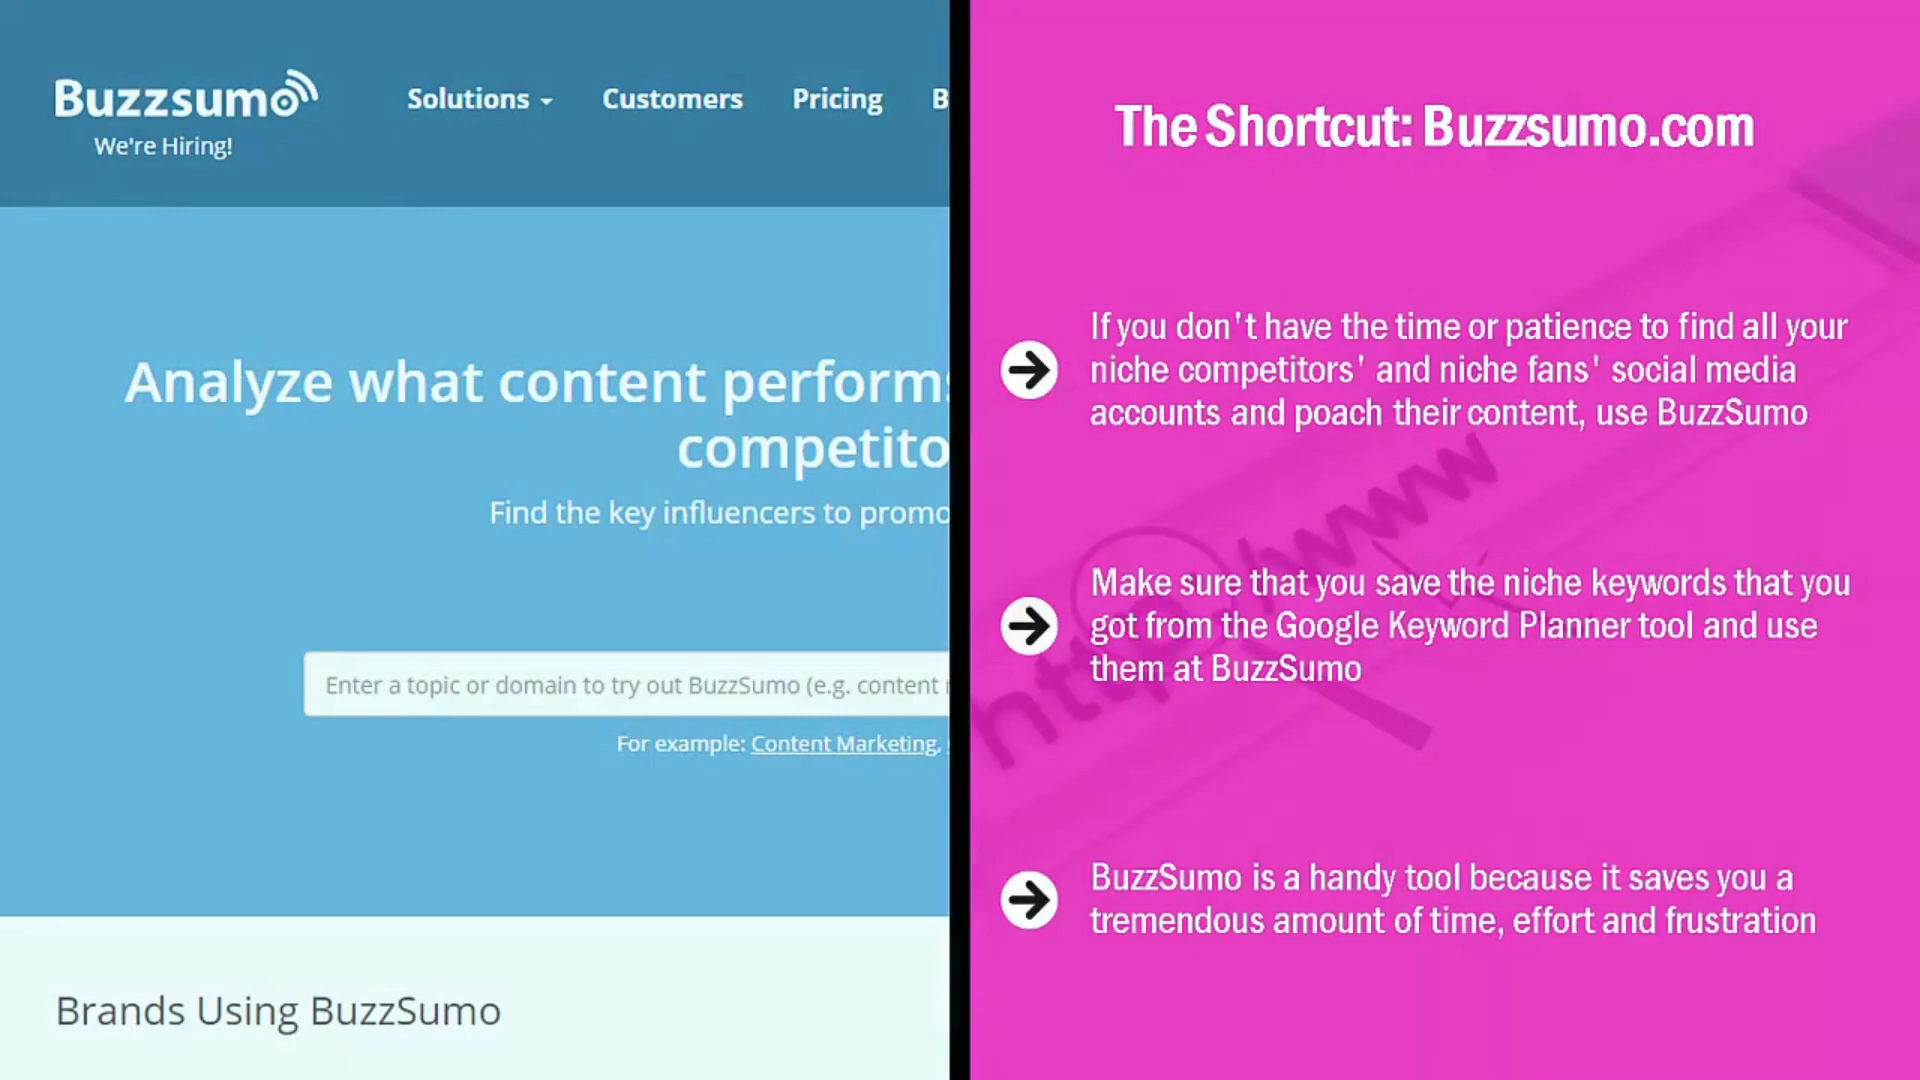 Buzzsumo
We're Hiring!
Solutions
Customers
Pricing
B
Analyze what content performs
competito
Find the key influencers to promo
Enter a topic or domain to try out BuzzSumo (e.g. content
For example: Content Marketing,
Brands Using BuzzSumo
The Shortcut: Buzzsumo.com
If you don't have the time or patience to find all your
niche competitors' and niche fans' social media
accounts and poach their content, use BuzzSumo
Make sure that you save the niche keywords that you
got from the Google Keyword Planner tool and use
them at BuzzSumo
BuzzSumo is a handy tool because it saves you a
tremendous amount of time, effort and frustration
http://www